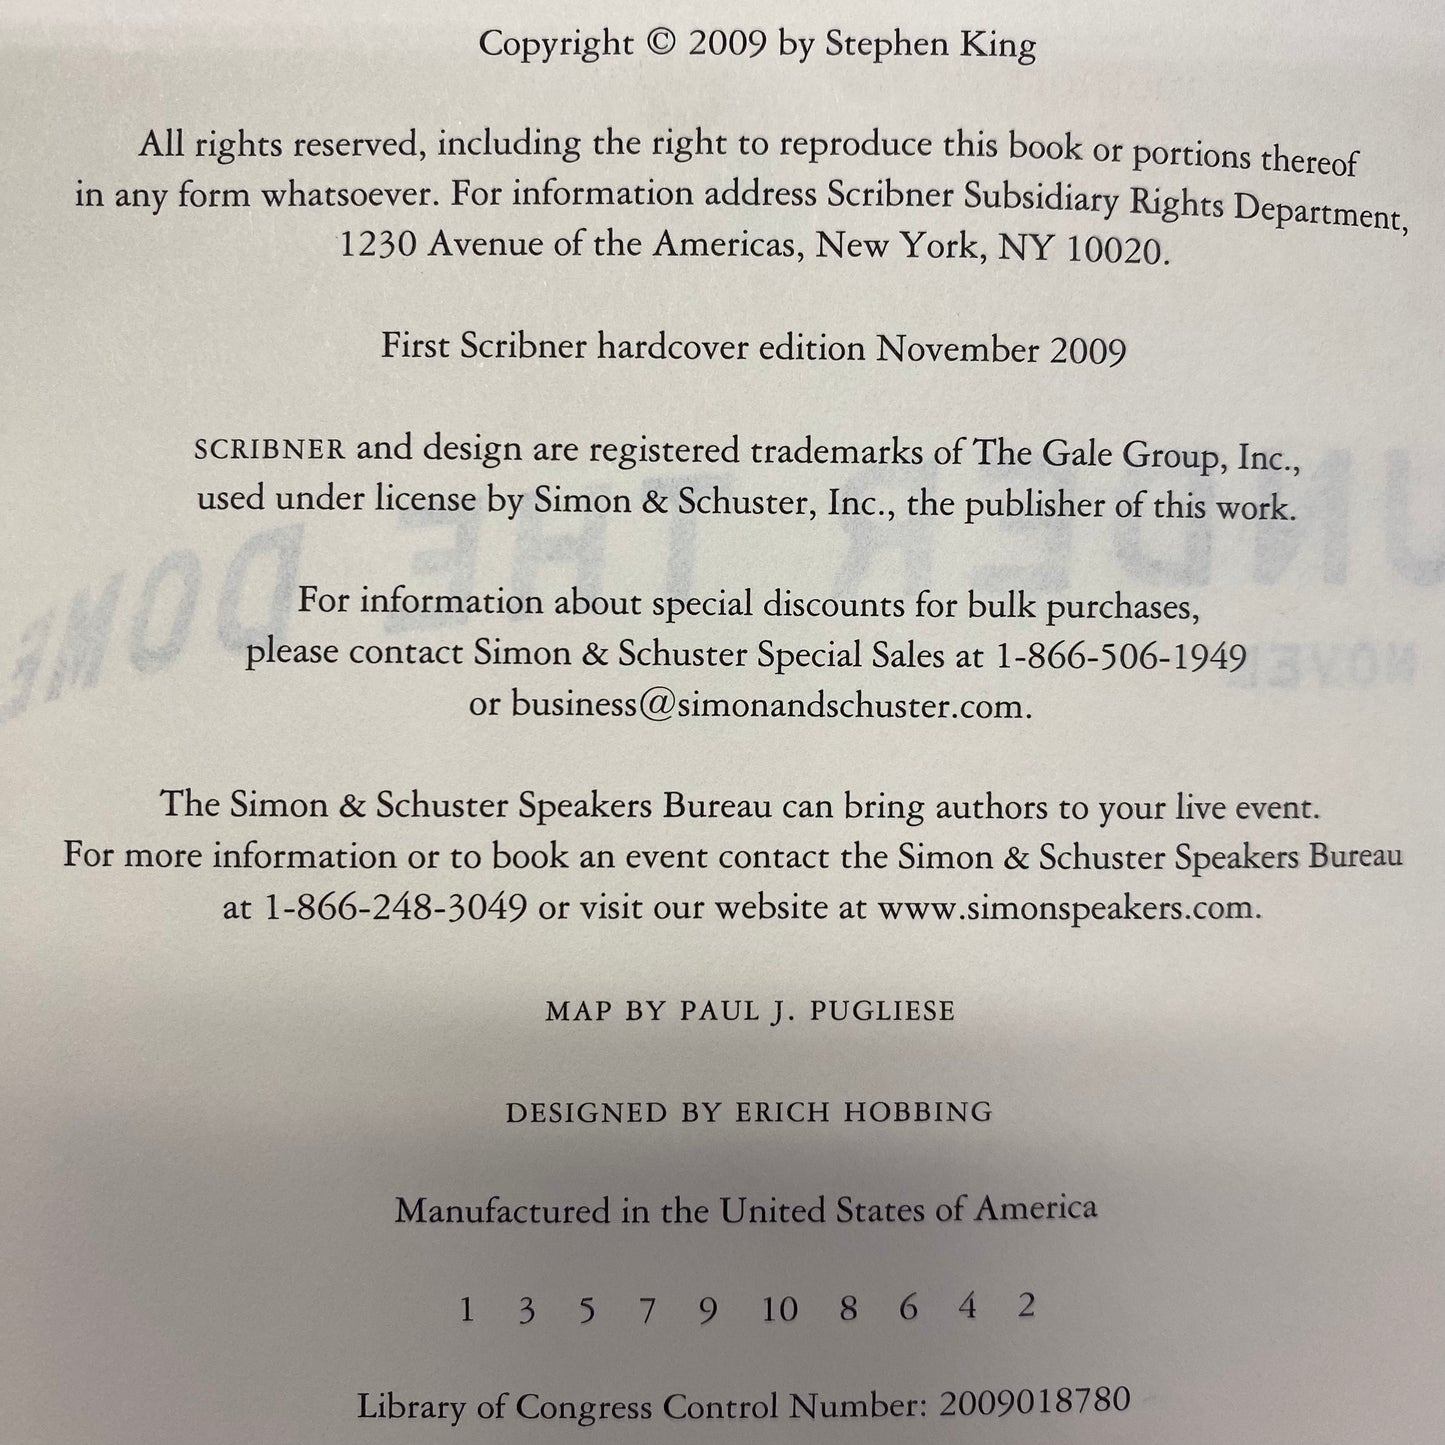 Copyright © 2009 by Stephen King
All rights reserved, including the right to reproduce this book or portions thereof
in any form whatsoever. For information address Scribner Subsidiary Rights Department,
1230 Avenue of the Americas, New York, NY 10020.
First Scribner hardcover edition November 2009
SCRIBNER and design are registered trademarks of The Gale Group, Inc.,
used under license by Simon & Schuster, Inc., the publisher of this work.
For information about special discounts for bulk purchases,
please contact Simon & Schuster Special Sales at 1-866-506-1949
or business@simonandschuster.com.
The Simon & Schuster Speakers Bureau can bring authors to your live event.
For more information or to book an event contact the Simon & Schuster Speakers Bureau
at 1-866-248-3049 or visit our website at www.simonspeakers.com.
MAP BY PAUL J. PUGLIESE
DESIGNED BY ERICH HOBBING
Manufactured in the United States of America
1 3 5 7 9 10 8 6 4 2
Library of Congress Control Number: 2009018780
UNDER THE DOME
NOVEL